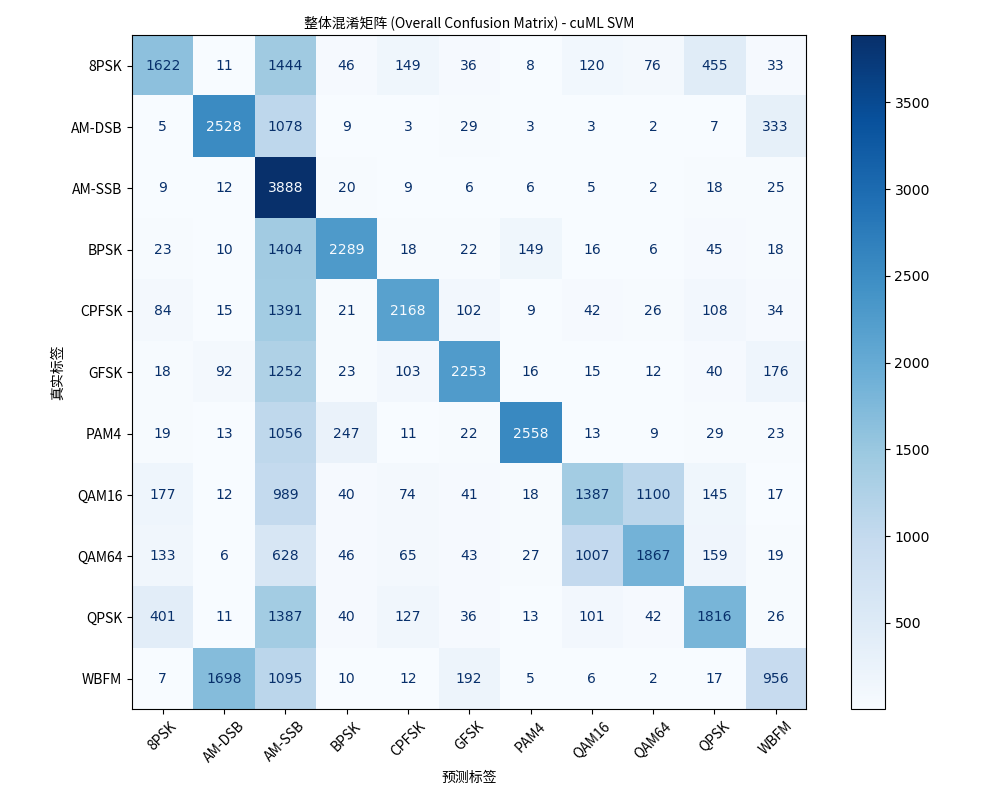 整体混淆矩阵 (Overall Confusion Matrix) - cuML SVM
真实标签
8PSK 1622 11 1444 46 149 36 8 120 76 455 33
AM-DSB 5 2528 1078 9 3 29 3 3 2 7 333
AM-SSB 9 12 3888 20 9 6 6 5 2 18 25
BPSK 23 10 1404 2289 18 22 149 16 6 45 18
CPFSK 84 15 1391 21 2168 102 9 42 26 108 34
GFSK 18 92 1252 23 103 2253 16 15 12 40 176
PAM4 19 13 1056 247 11 22 2558 13 9 29 23
QAM16 177 12 989 40 74 41 18 1387 1100 145 17
QAM64 133 6 628 46 65 43 27 1007 1867 159 19
QPSK 401 11 1387 40 127 36 13 101 42 1816 26
WBFM 7 1698 1095 10 12 192 5 6 2 17 956
8PSK AM-DSB AM-SSB BPSK CPFSK GFSK PAM4 QAM16 QAM64 QPSK WBFM
预测标签
3500
3000
2500
2000
1500
1000
500